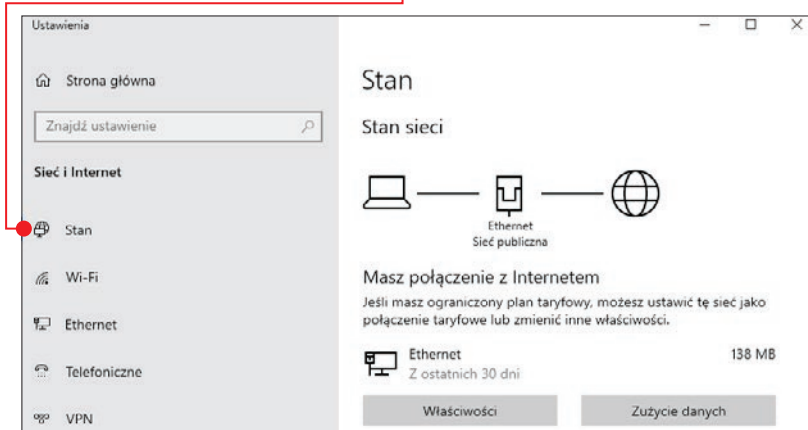 Ustawienia
Strona główna
Znajdź ustawienie
Sieć i Internet
Stan
Wi-Fi
Ethernet
Telefoniczne
VPN
Stan
Stan sieci
Ethernet
Sieć publiczna
Masz połączenie z Internetem
Jeśli masz ograniczony plan taryfowy, możesz ustawić tę sieć jako
połączenie taryfowe lub zmienić inne właściwości.
Ethernet 138 MB
Z ostatnich 30 dni
Właściwości Zużycie danych